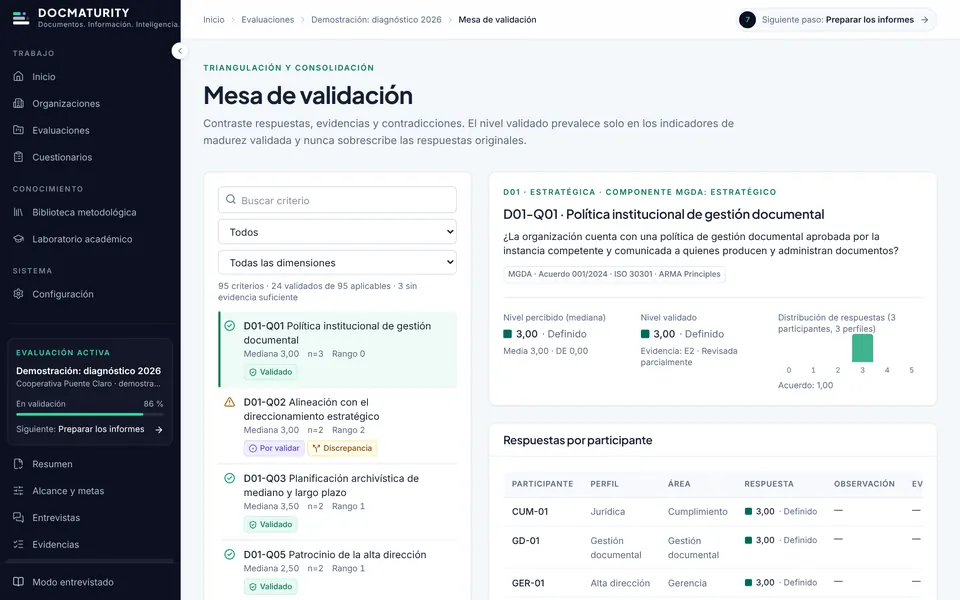 DOCMATURITY
Documentos. Información. Inteligencia.
TRABAJO
Inicio
Organizaciones
Evaluaciones
Cuestionarios
CONOCIMIENTO
Biblioteca metodológica
Laboratorio académico
SISTEMA
Configuración
EVALUACIÓN ACTIVA
Demostración: diagnóstico 2026
Cooperativa Puente Claro · demostra...
En validación 86 %
Siguiente: Preparar los informes →
Resumen
Alcance y metas
Entrevistas
Evidencias
Modo entrevistado
Inicio > Evaluaciones > Demostración: diagnóstico 2026 > Mesa de validación
7 Siguiente paso: Preparar los informes →
TRIANGULACIÓN Y CONSOLIDACIÓN
Mesa de validación
Contraste respuestas, evidencias y contradicciones. El nivel validado prevalece solo en los indicadores de
madurez validada y nunca sobrescribe las respuestas originales.
Buscar criterio
Todos
Todas las dimensiones
95 criterios · 24 validados de 95 aplicables · 3 sin
evidencia suficiente
D01-Q01 Política institucional de gestión
documental
Mediana 3,00 n=3 Rango 0
Validado
D01-Q02 Alineación con el
direccionamiento estratégico
Mediana 3,00 n=2 Rango 2
Por validar Discrepancia
D01-Q03 Planificación archivística de
mediano y largo plazo
Mediana 3,50 n=2 Rango 1
Validado
D01-Q05 Patrocinio de la alta dirección
Mediana 2,50 n=2 Rango 1
Validado
D01 · ESTRATÉGICA · COMPONENTE MGDA: ESTRATÉGICO
D01-Q01 · Política institucional de gestión documental
¿La organización cuenta con una política de gestión documental aprobada por la
instancia competente y comunicada a quienes producen y administran documentos?
MGDA · Acuerdo 001/2024 · ISO 30301 · ARMA Principles
Nivel percibido (mediana)
3,00 · Definido
Media 3,00 · DE 0,00
Nivel validado
3,00 · Definido
Evidencia: E2 · Revisada
parcialmente
Distribución de respuestas (3
participantes, 3 perfiles)
0 1 2 3 4 5
Acuerdo: 1,00
Respuestas por participante
PARTICIPANTE PERFIL ÁREA RESPUESTA OBSERVACIÓN EV
CUM-01 Jurídica Cumplimiento 3,00 · Definido — —
GD-01 Gestión documental Gestión documental 3,00 · Definido — —
GER-01 Alta dirección Gerencia 3,00 · Definido — —